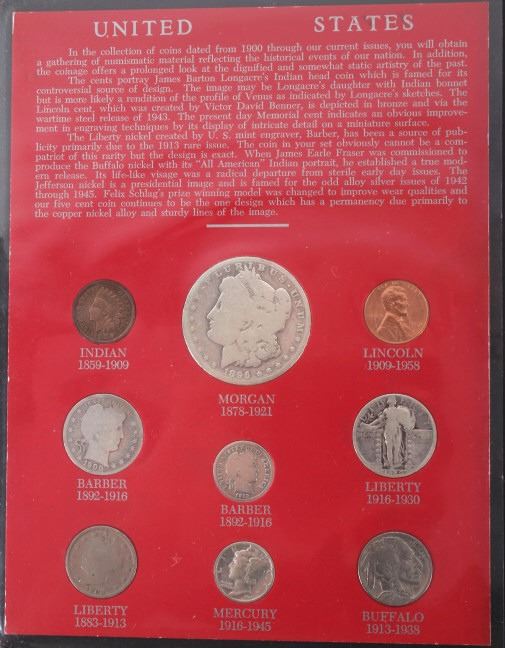 UNITED STATES
In the collection of coins dated from 1900 through our current issues, you will obtain
a gathering of numismatic material reflecting the historical events of our nation. In addition,
the coinage offers a prolonged look at the dignified and somewhat static artistry of the past.
The cents portray James Barton Longacre's Indian head coin which is famed for its
controversial source of design. The image may be Longacre's daughter with Indian bonnet
but is more likely a rendition of the profile of Venus as indicated by Longacre's sketches. The
Lincoln cent, which was created by Victor David Benner, is depicted in bronze and via the
wartime steel release of 1943. The present day Memorial cent indicates an obvious improve-
ment in engraving techniques by its display of intricate detail on a miniature surface.
The Liberty nickel created by U. S. mint engraver, Barber, has been a source of pub-
licity primarily due to the 1913 rare issue. The coin in your set obviously cannot be a com-
patriot of this rarity but the design is exact. When James Earle Fraser was commissioned to
produce the Buffalo nickel with its "All American" Indian portrait, he established a true mod-
ern release. Its life-like visage was a radical departure from sterile early day issues. The
Jefferson nickel is a presidential image and is famed for the odd alloy silver issues of 1942
through 1945. Felix Schlag's prize winning model was changed to improve wear qualities and
our five cent coin continues to be the one design which has a permanency due primarily to
the copper nickel alloy and sturdy lines of the image.
E PLURIBUS UNUM
INDIAN
1859-1909
LINCOLN
1909-1958
MORGAN
1878-1921
BARBER
1892-1916
LIBERTY
1916-1930
BARBER
1892-1916
LIBERTY
1883-1913
MERCURY
1916-1945
BUFFALO
1913-1938